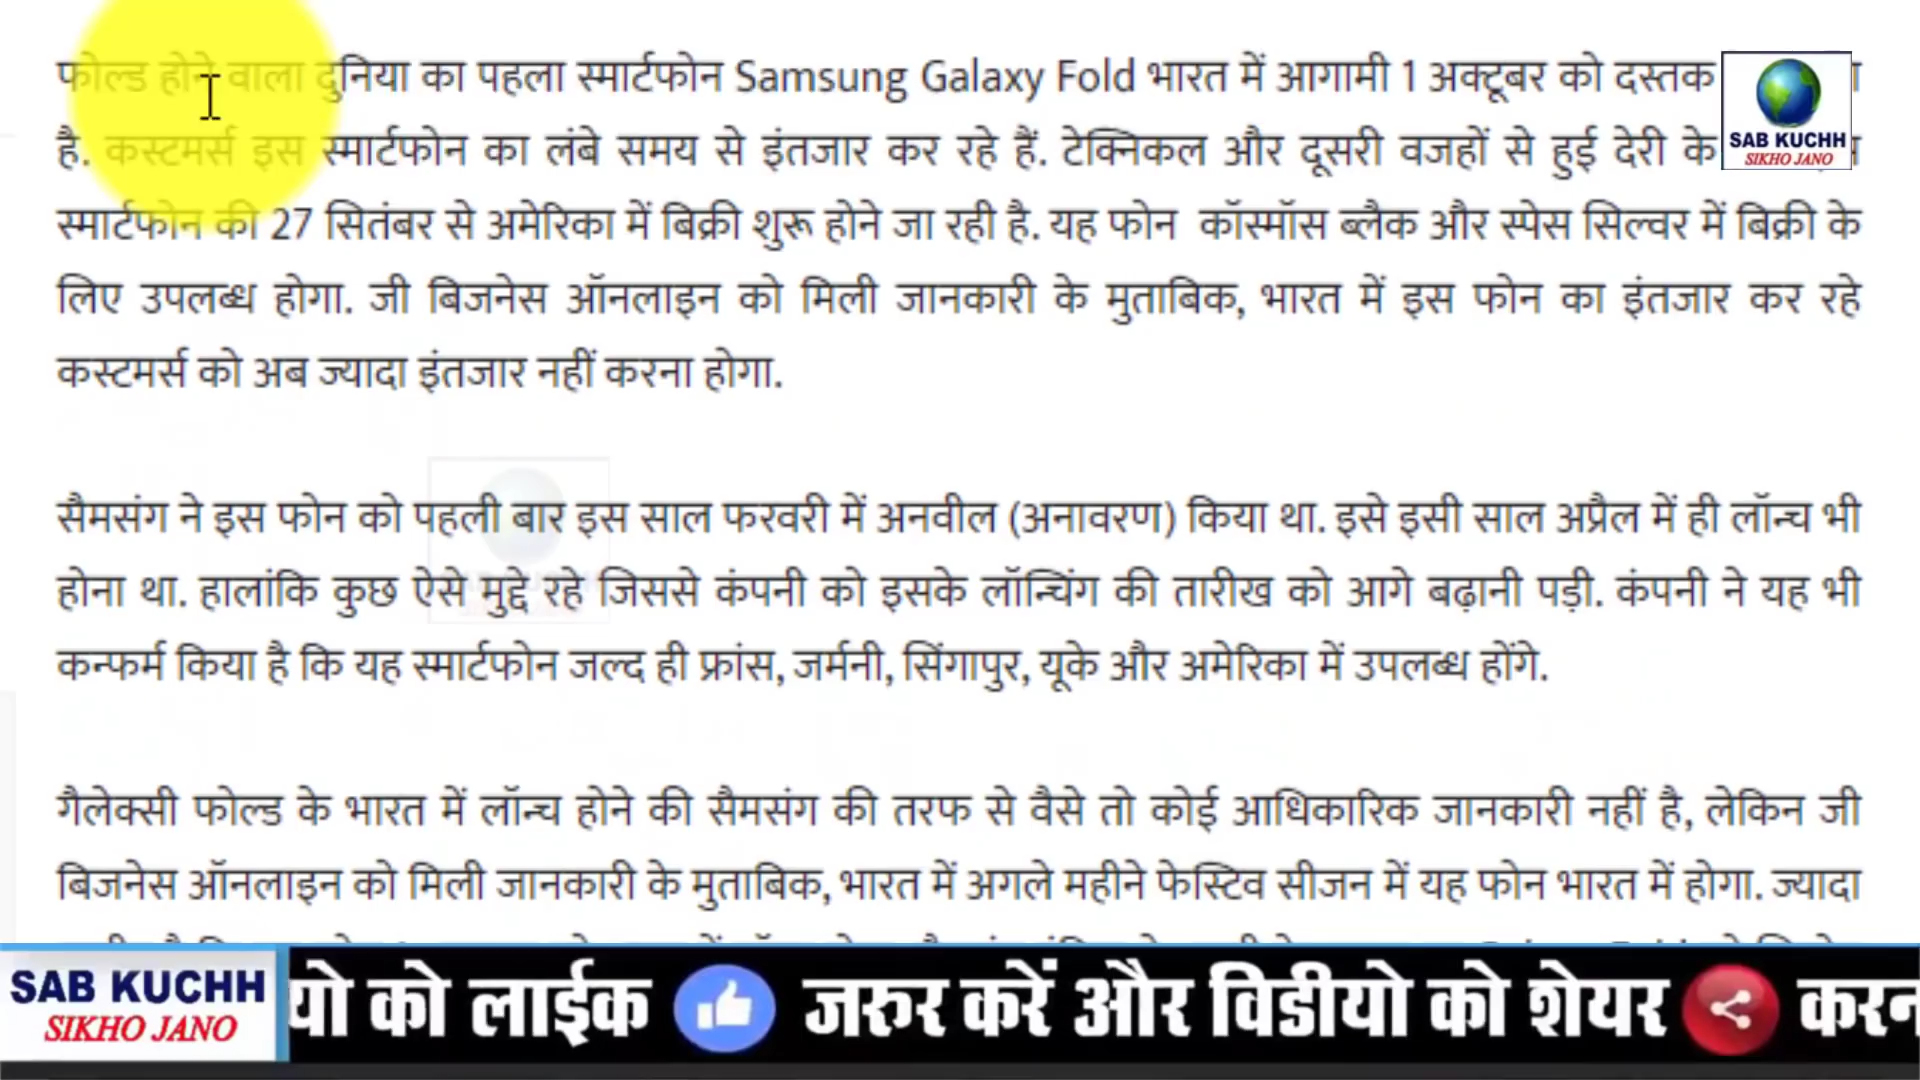 फोल्ड होने वाला दुनिया का पहला स्मार्टफोन Samsung Galaxy Fold भारत में आगामी 1 अक्टूबर को दस्तक
है. कस्टमर्स इस स्मार्टफोन का लंबे समय से इंतजार कर रहे हैं. टेक्निकल और दूसरी वजहों से हुई देरी के
स्मार्टफोन की 27 सितंबर से अमेरिका में बिक्री शुरू होने जा रही है. यह फोन कॉस्मॉस ब्लैक और स्पेस सिल्वर में बिक्री के
लिए उपलब्ध होगा. जी बिजनेस ऑनलाइन को मिली जानकारी के मुताबिक, भारत में इस फोन का इंतजार कर रहे
कस्टमर्स को अब ज्यादा इंतजार नहीं करना होगा.
सैमसंग ने इस फोन को पहली बार इस साल फरवरी में अनवील (अनावरण) किया था. इसे इसी साल अप्रैल में ही लॉन्च भी
होना था. हालांकि कुछ ऐसे मुद्दे रहे जिससे कंपनी को इसके लॉन्चिंग की तारीख को आगे बढ़ानी पड़ी. कंपनी ने यह भी
कन्फर्म किया है कि यह स्मार्टफोन जल्द ही फ्रांस, जर्मनी, सिंगापुर, यूके और अमेरिका में उपलब्ध होंगे.
गैलेक्सी फोल्ड के भारत में लॉन्च होने की सैमसंग की तरफ से वैसे तो कोई आधिकारिक जानकारी नहीं है, लेकिन जी
बिजनेस ऑनलाइन को मिली जानकारी के मुताबिक, भारत में अगले महीने फेस्टिव सीजन में यह फोन भारत में होगा. ज्यादा
SAB KUCHH
SIKHO JANO
SAB KUCHH
SIKHO JANO
यो को लाईक जरुर करें और विडीयो को शेयर करन